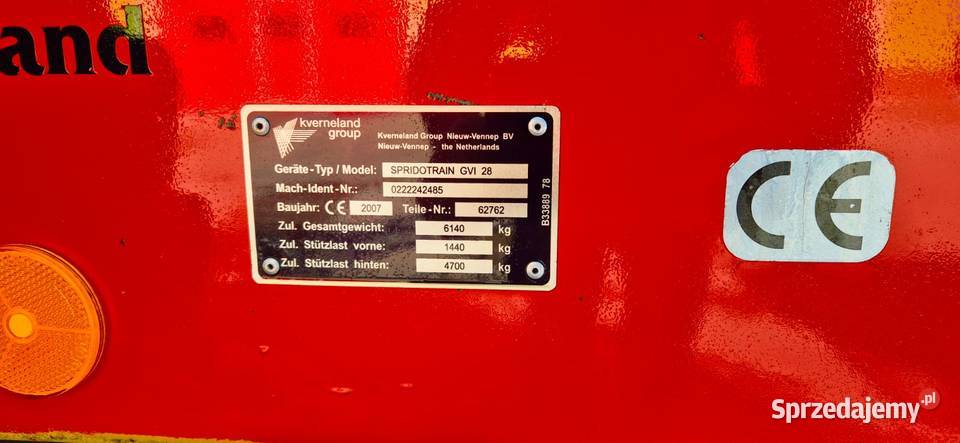 and
kverneland
group
Kverneland Group Nieuw-Vennep BV
Nieuw-Vennep - the Netherlands
Geräte-Typ / Model: SPRIDOTRAIN GVI 28
Mach-Ident-Nr.: 0222242485
Baujahr: CE 2007 Teile-Nr.: 62762
Zul. Gesamtgewicht: 6140 kg
Zul. Stützlast vorne: 1440 kg
Zul. Stützlast hinten: 4700 kg
B33889 78
CE
Sprzedajemy.pl